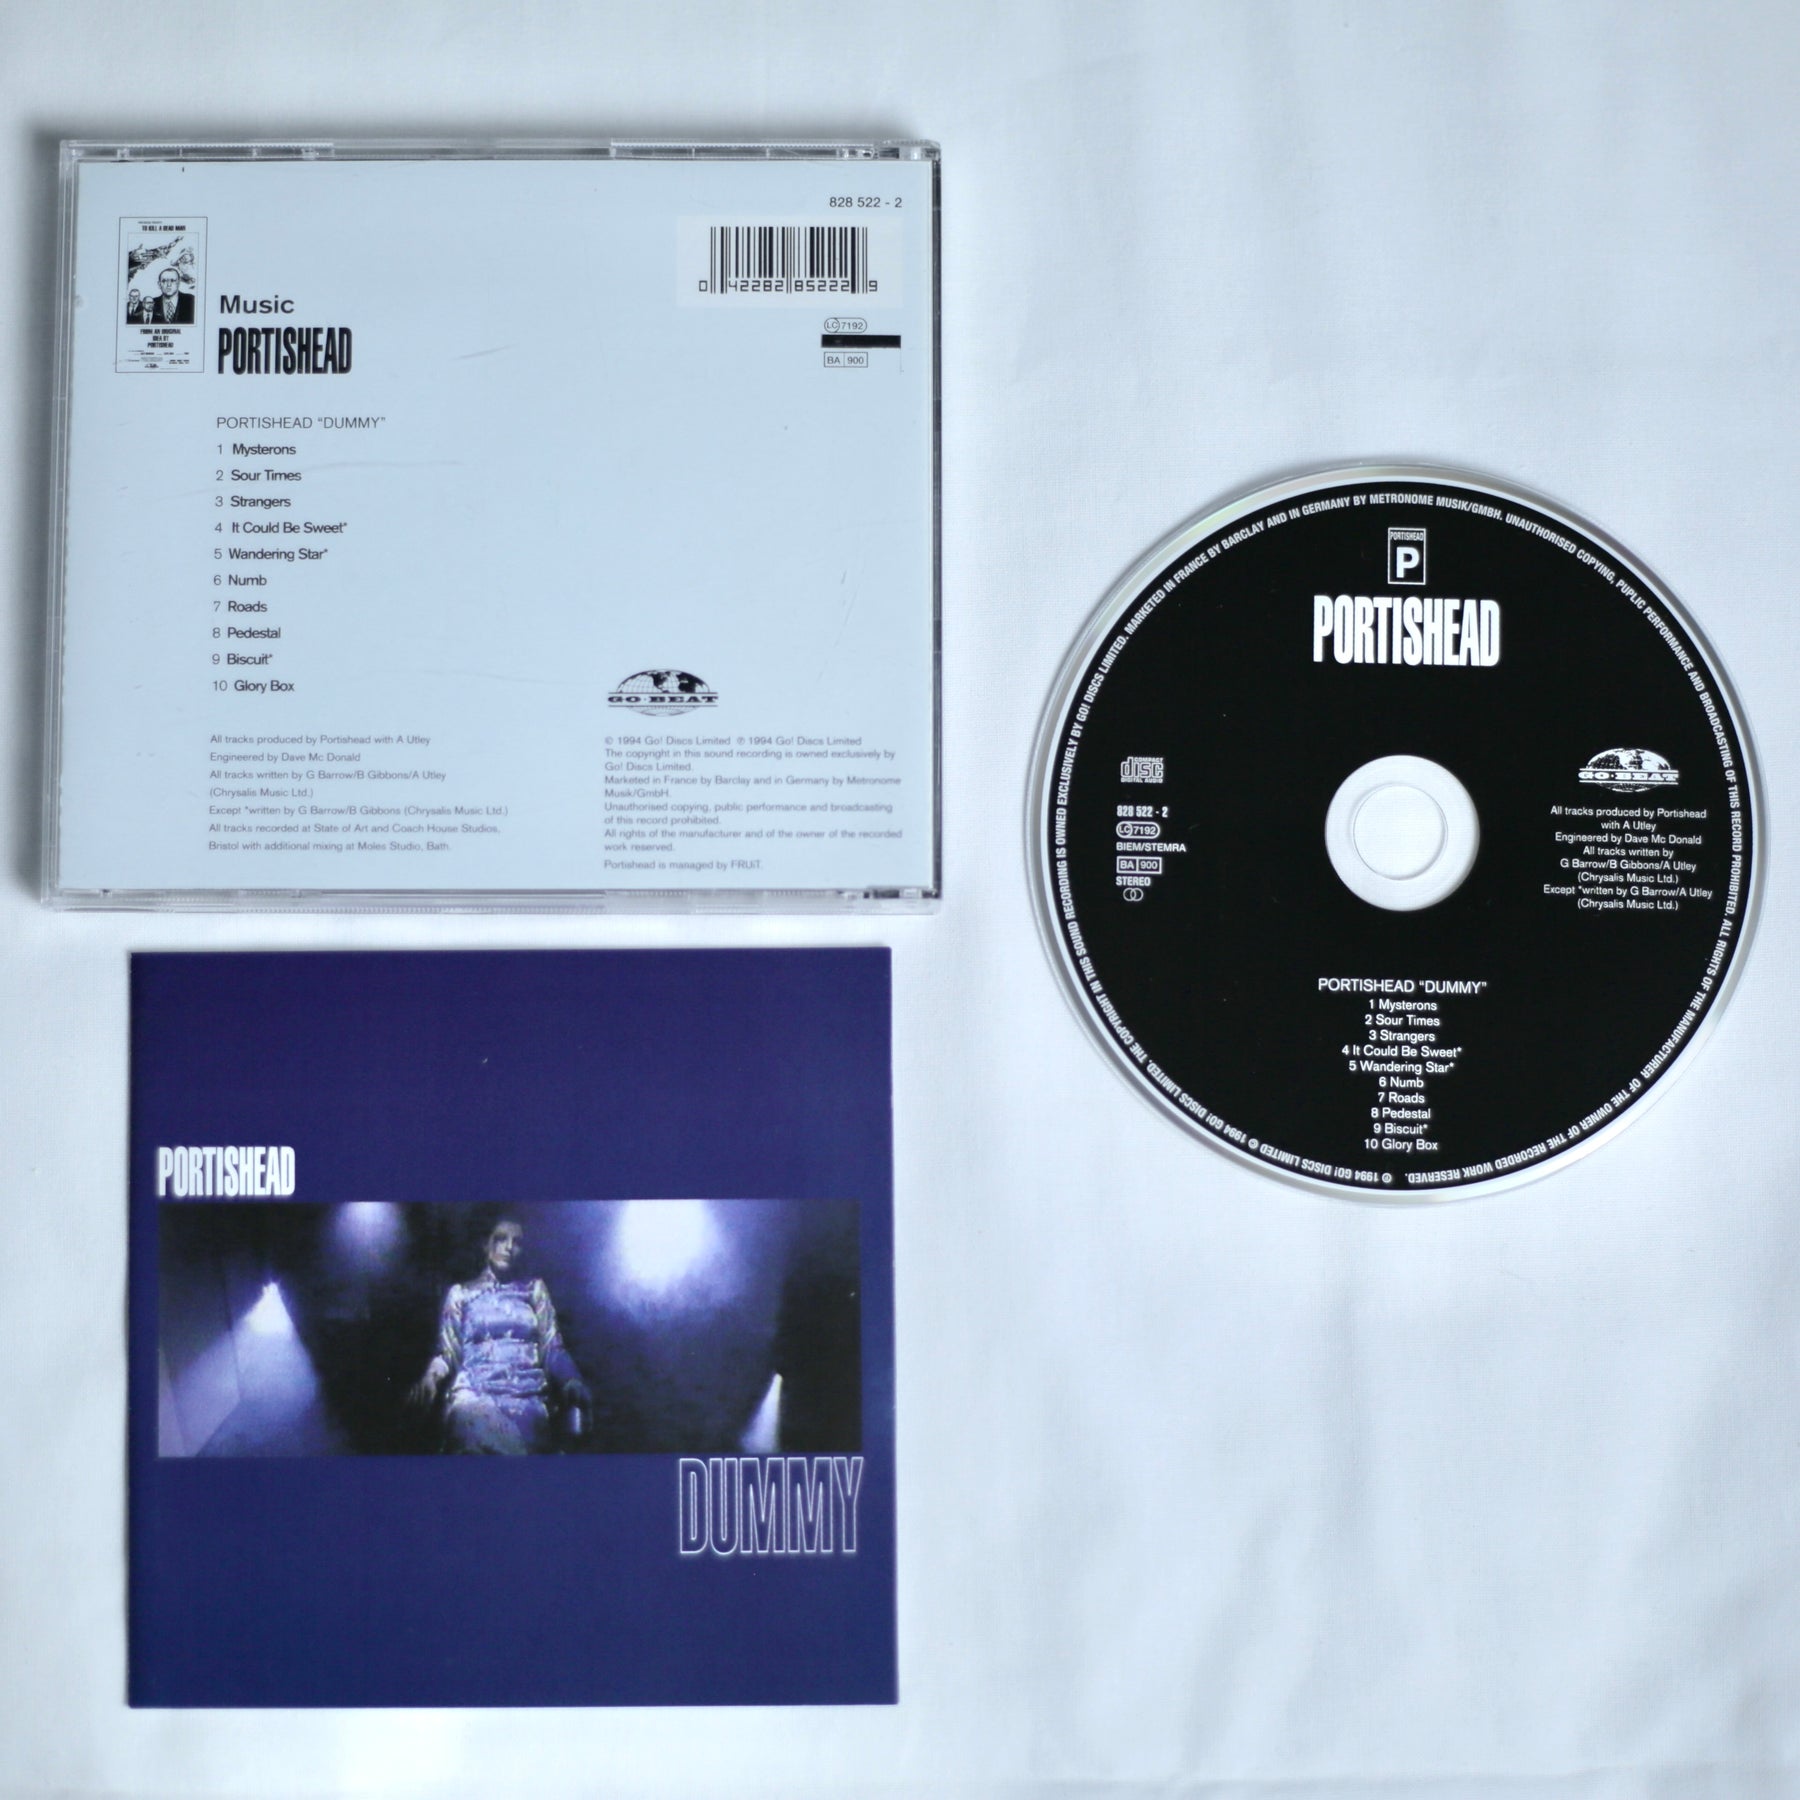 828 522 - 2
0 42282 85222 9
LC 7192
BA 900
TO KILL A DEAD MAN
FROM AN ORIGINAL
IDEA BY
PORTISHEAD
Music
PORTISHEAD
PORTISHEAD “DUMMY”
1 Mysterons
2 Sour Times
3 Strangers
4 It Could Be Sweet*
5 Wandering Star*
6 Numb
7 Roads
8 Pedestal
9 Biscuit*
10 Glory Box
All tracks produced by Portishead with A Utley
Engineered by Dave Mc Donald
All tracks written by G Barrow/B Gibbons/A Utley
(Chrysalis Music Ltd.)
Except *written by G Barrow/B Gibbons (Chrysalis Music Ltd.)
All tracks recorded at State of Art and Coach House Studios,
Bristol with additional mixing at Moles Studio, Bath.
GO·BEAT
© 1994 Go! Discs Limited ℗ 1994 Go! Discs Limited
The copyright in this sound recording is owned exclusively by
Go! Discs Limited.
Marketed in France by Barclay and in Germany by Metronome
Musik/GmbH.
Unauthorised copying, public performance and broadcasting
of this record prohibited.
All rights of the manufacturer and of the owner of the recorded
work reserved.
Portishead is managed by FRUiT.
PORTISHEAD
DUMMY
℗ 1994 GO! DISCS LIMITED © 1994 GO! DISCS LIMITED. THE COPYRIGHT IN THIS SOUND RECORDING IS OWNED EXCLUSIVELY BY GO! DISCS LIMITED. MARKETED IN FRANCE BY BARCLAY AND IN GERMANY BY METRONOME MUSIK/GMBH. UNAUTHORISED COPYING, PUPLIC PERFORMANCE AND BROADCASTING OF THIS RECORD PROHIBITED. ALL RIGHTS OF THE MANUFACTURER OF THE OWNER OF THE RECORDED WORK RESERVED.
PORTISHEAD
P
PORTISHEAD
COMPACT
disc
DIGITAL AUDIO
828 522 - 2
LC 7192
BIEM/STEMRA
BA 900
STEREO
GO·BEAT
All tracks produced by Portishead
with A Utley
Engineered by Dave Mc Donald
All tracks written by
G Barrow/B Gibbons/A Utley
(Chrysalis Music Ltd.)
Except *written by G Barrow/A Utley
(Chrysalis Music Ltd.)
PORTISHEAD “DUMMY”
1 Mysterons
2 Sour Times
3 Strangers
4 It Could Be Sweet*
5 Wandering Star*
6 Numb
7 Roads
8 Pedestal
9 Biscuit*
10 Glory Box